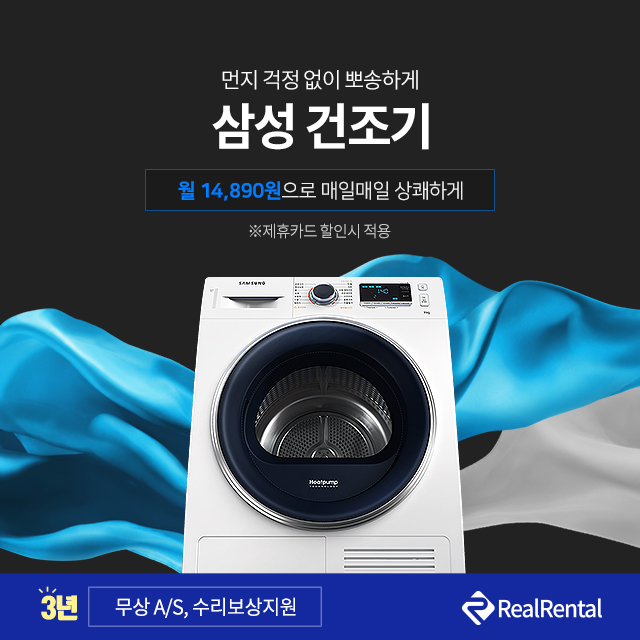 먼지 걱정 없이 뽀송하게
삼성 건조기
월 14,890원으로 매일매일 상쾌하게
※제휴카드 할인시 적용
SAMSUNG
9kg
Heatpump
TECHNOLOGY
3년
무상 A/S, 수리보상지원
RealRental